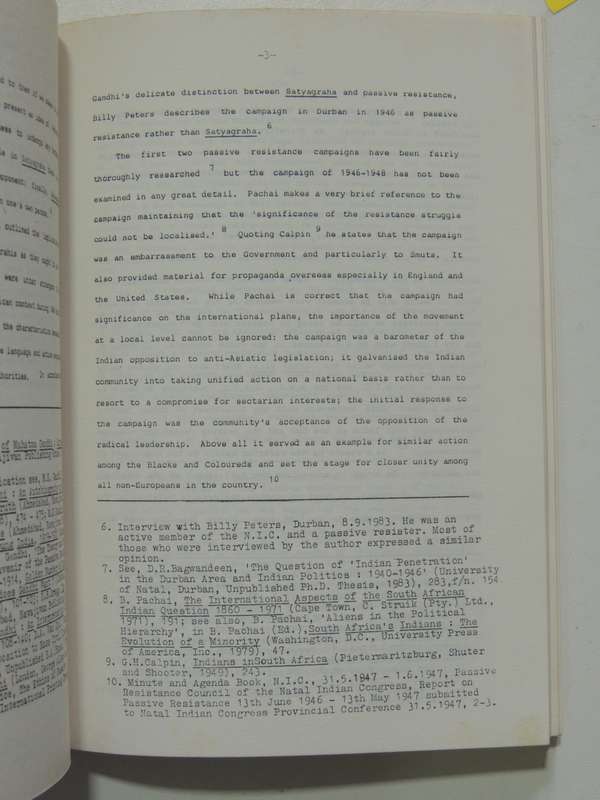 -3-
Gandhi's delicate distinction between Satyagraha and passive resistance,
Billy Peters describes the campaign in Durban in 1946 as passive
resistance rather than Satyagraha. 6
The first two passive resistance campaigns have been fairly
thoroughly researched 7 but the campaign of 1946-1948 has not been
examined in any great detail. Pachai makes a very brief reference to the
campaign maintaining that the 'significance of the resistance struggle
could not be localised.' 8 Quoting Calpin 9 he states that the campaign
was an embarrassment to the Government and particularly to Smuts. It
also provided material for propaganda overseas especially in England and
the United States. While Pachai is correct that the campaign had
significance on the international plane, the importance of the movement
at a local level cannot be ignored: the campaign was a barometer of the
Indian opposition to anti-Asiatic legislation; it galvanised the Indian
community into taking unified action on a national basis rather than to
resort to a compromise for sectarian interests; the initial response to
the campaign was the community's acceptance of the opposition of the
radical leadership. Above all it served as an example for similar action
among the Blacks and Coloureds and set the stage for closer unity among
all non-Europeans in the country. 10
6. Interview with Billy Peters, Durban, 8.9.1983. He was an
active member of the N.I.C. and a passive resister. Most of
those who were interviewed by the author expressed a similar
opinion.
7. See, D.R.Bagwandeen, 'The Question of 'Indian Penetration'
in the Durban Area and Indian Politics : 1940-1946' (University
of Natal, Durban, Unpublished Ph.D. Thesis, 1983), 283,f/n. 154.
8. B. Pachai, The International Aspects of the South African
Indian Question 1860 - 1971 (Cape Town, C. Struik (Pty.) Ltd.,
1971), 191; see also, B. Pachai, 'Aliens in the Political
Hierarchy', in B. Pachai (Ed.),South Africa's Indians : The
Evolution of a Minority (Washington, D.C., University Press
of America, Inc., 1979), 47.
9. G.H.Calpin, Indians inSouth Africa (Pietermaritzburg, Shuter
and Shooter, 1949), 243.
10. Minute and Agenda Book, N.I.C., 31.5.1947 - 1.6.1947, Passive
Resistance Council of the Natal Indian Congress, Report on
Passive Resistance 13th June 1946 - 13th May 1947 submitted
to Natal Indian Congress Provincial Conference 31.5.1947, 2-3.